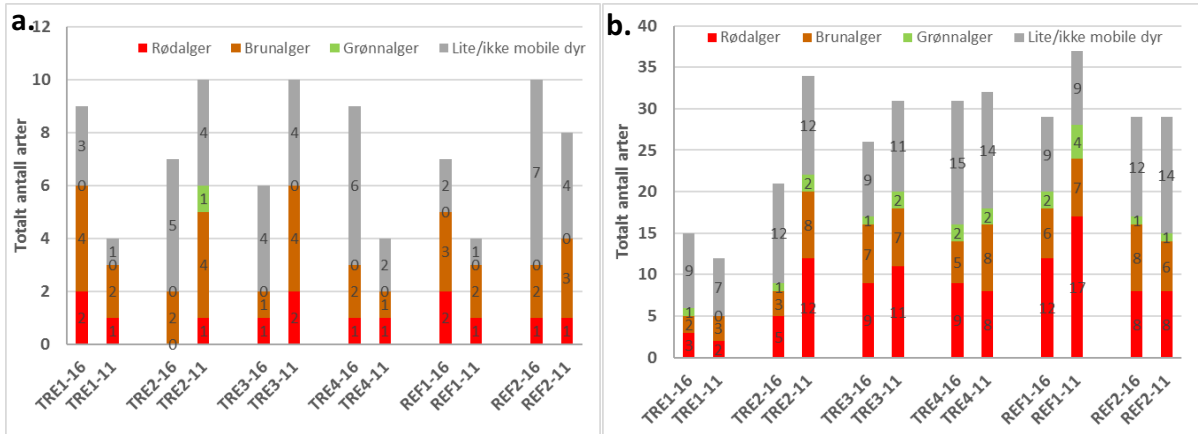 a.
12
10
8
6
4
2
0
Totalt antall arter
Rødalger Brunalger Grønnalger Lite/ikke mobile dyr
3 0 4 2
1 0 2 1
5 0 2 0
4 1 4 1
4 0 1 1
4 0 4 2
6 0 2 1
2 0 1 1
2 0 3 2
1 0 2 1
7 0 2 1
4 0 3 1
TRE1-16 TRE1-11 TRE2-16 TRE2-11 TRE3-16 TRE3-11 TRE4-16 TRE4-11 REF1-16 REF1-11 REF2-16 REF2-11
b.
40
35
30
25
20
15
10
5
0
Totalt antall arter
Rødalger Brunalger Grønnalger Lite/ikke mobile dyr
9 1 2 3
7 0 3 2
12 1 3 5
12 2 8 12
9 1 7 9
11 2 7 11
15 2 5 9
14 2 8 8
9 2 6 12
9 4 7 17
12 1 8 8
14 1 6 8
TRE1-16 TRE1-11 TRE2-16 TRE2-11 TRE3-16 TRE3-11 TRE4-16 TRE4-11 REF1-16 REF1-11 REF2-16 REF2-11